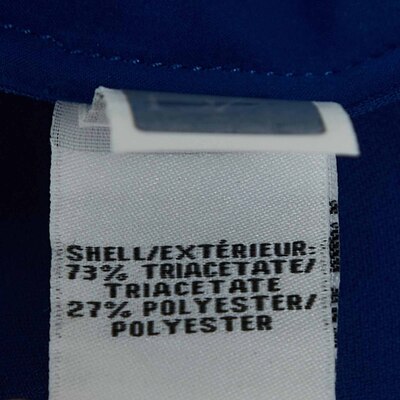 SHELL/EXTÉRIEUR:
73% TRIACETATE/
TRIACETATE
27% POLYESTER/
POLYESTER